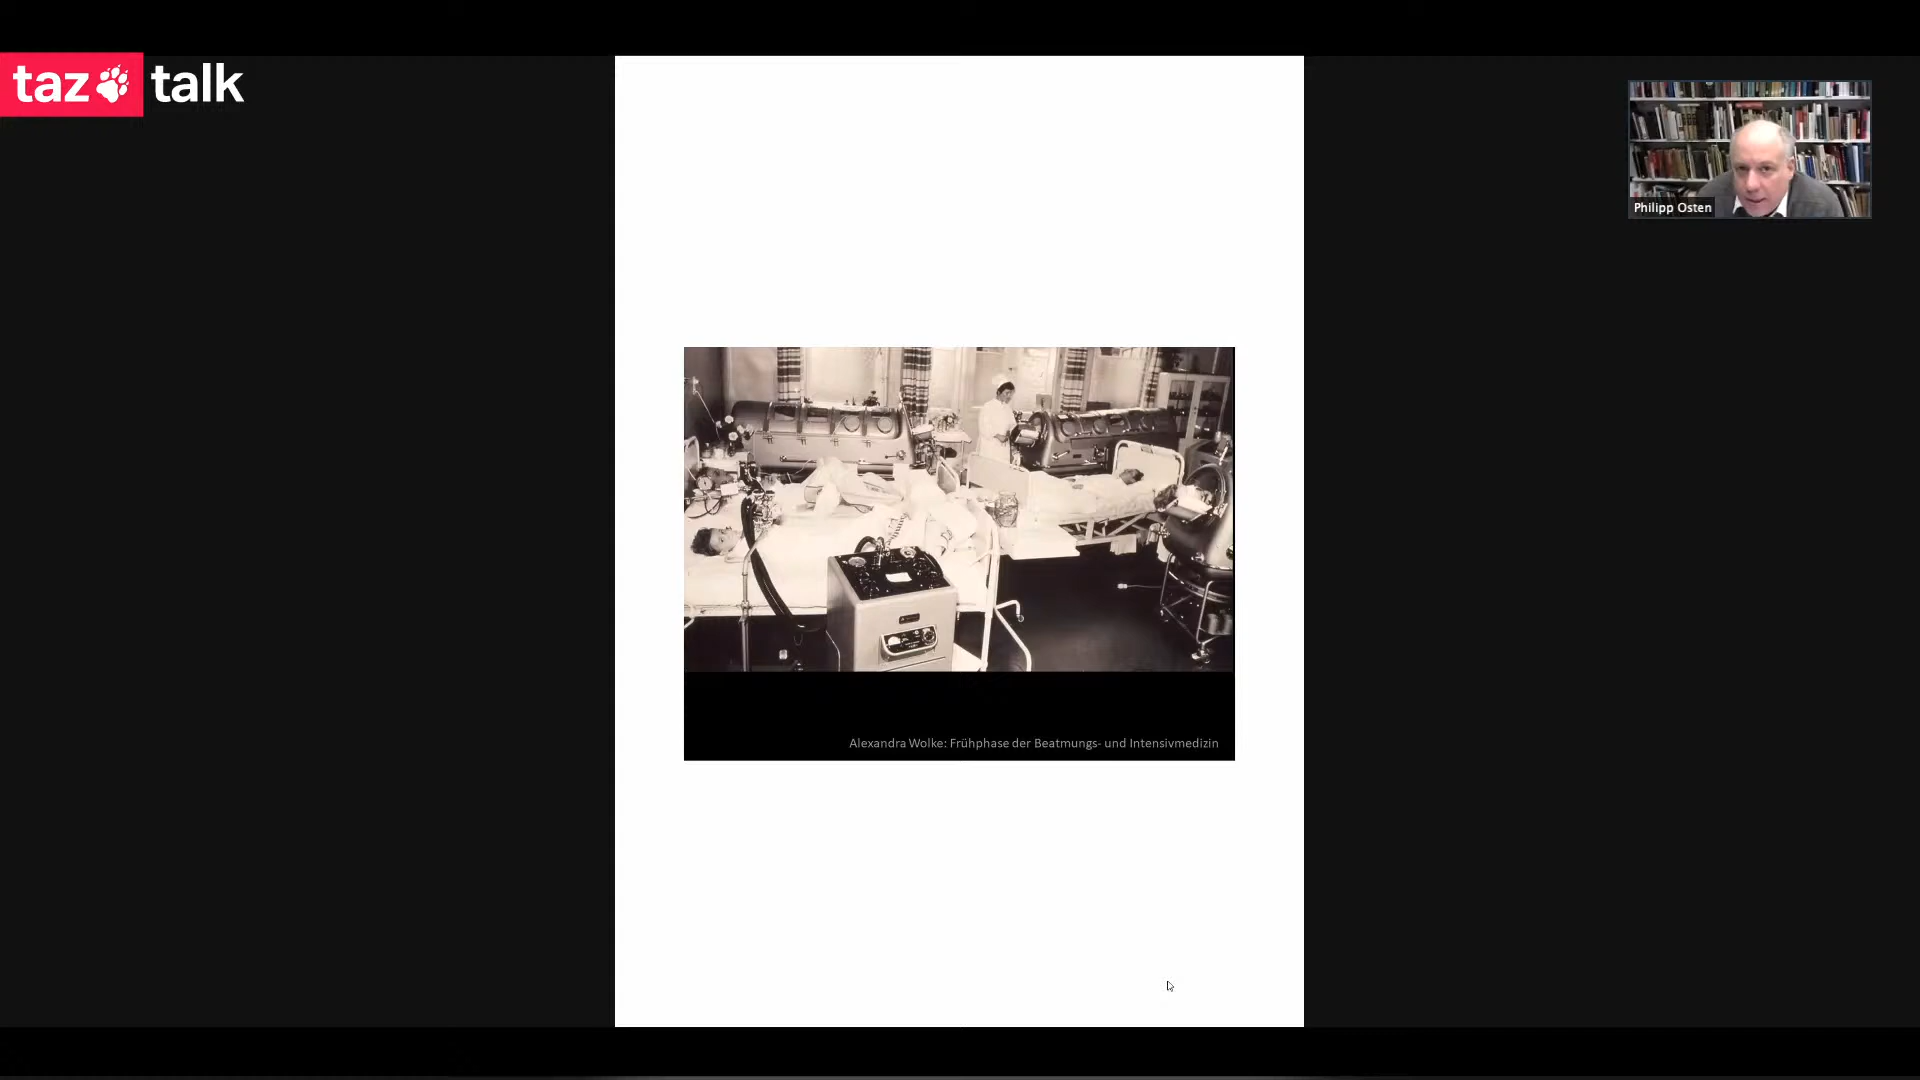 taz talk
Philipp Osten
Alexandra Wolke: Frühphase der Beatmungs- und Intensivmedizin